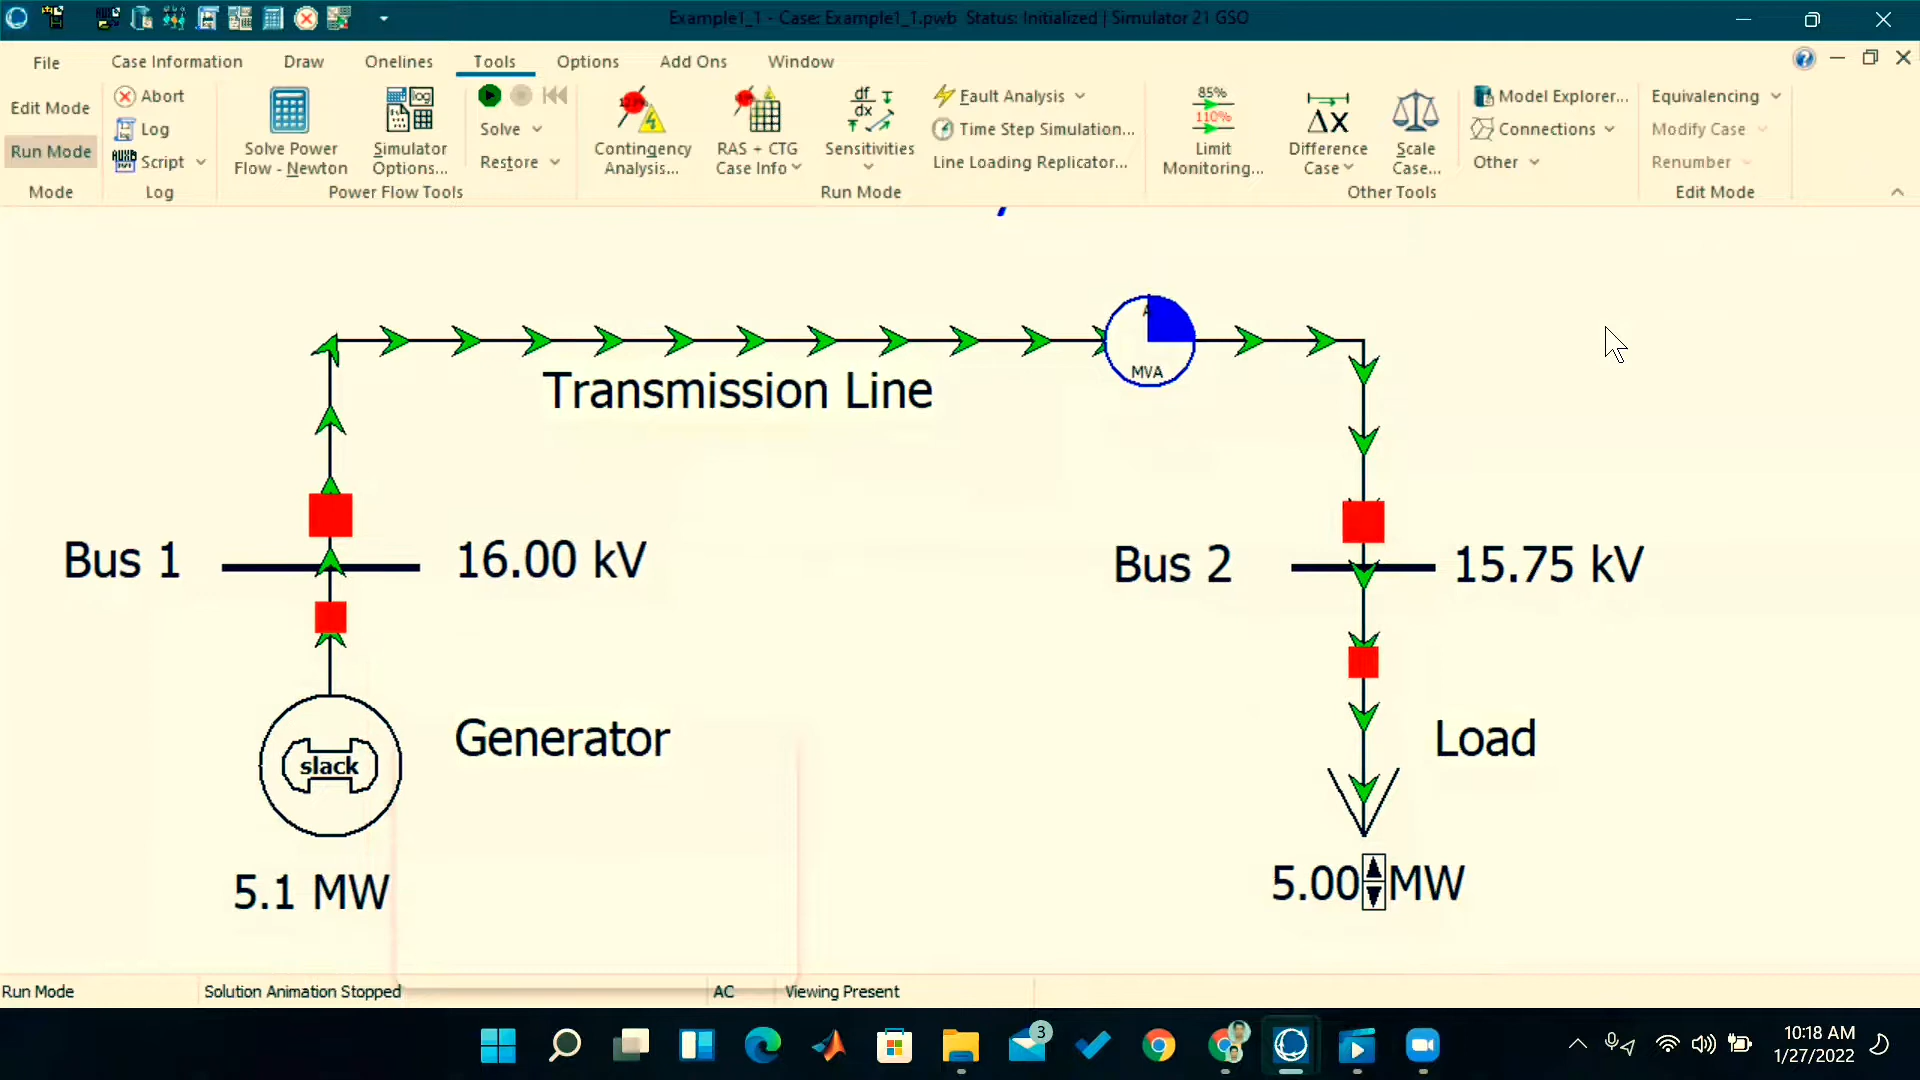 Example1_1 - Case: Example1_1.pwb Status: Initialized | Simulator 21 GSO
File Case Information Draw Onelines Tools Options Add Ons Window
Edit Mode
Run Mode
Mode
Abort
Log
Script
Log
Solve Power
Flow - Newton
Simulator
Options...
Solve
Restore
Power Flow Tools
Contingency
Analysis...
RAS + CTG
Case Info
Sensitivities
Fault Analysis
Time Step Simulation...
Line Loading Replicator...
Run Mode
85%
110%
Limit
Monitoring...
Difference
Case
Scale
Case...
Model Explorer...
Connections
Other
Other Tools
Equivalencing
Modify Case
Renumber
Edit Mode
A
MVA
Transmission Line
Bus 1 16.00 kV
Bus 2 15.75 kV
slack
Generator
Load
5.1 MW
5.00 MW
Run Mode Solution Animation Stopped AC Viewing Present
3
10:18 AM
1/27/2022